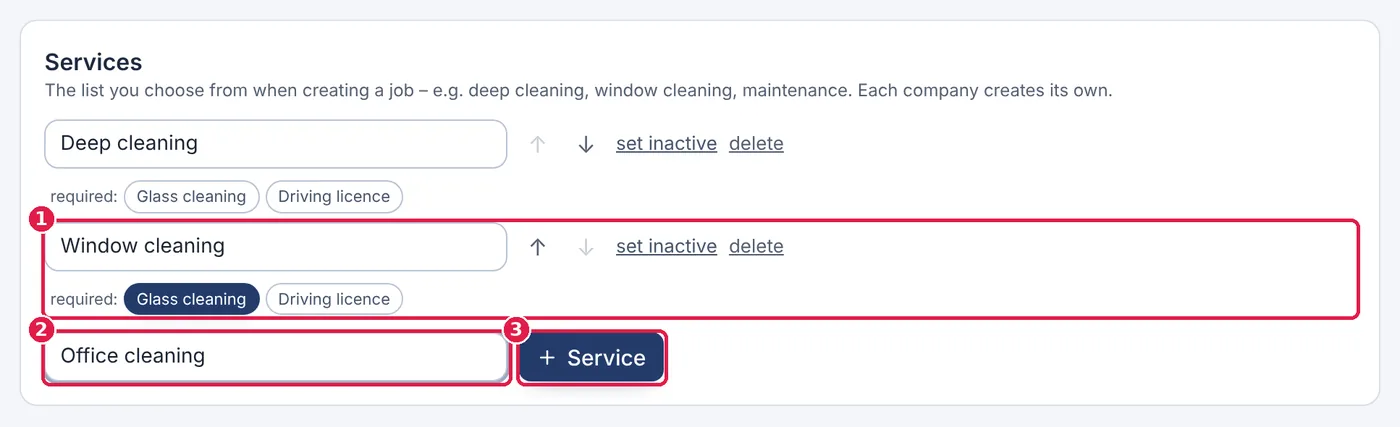 Services
The list you choose from when creating a job – e.g. deep cleaning, window cleaning, maintenance. Each company creates its own.
Deep cleaning ↑ ↓ set inactive delete
required: Glass cleaning Driving licence
1
Window cleaning ↑ ↓ set inactive delete
required: Glass cleaning Driving licence
2 3
Office cleaning + Service